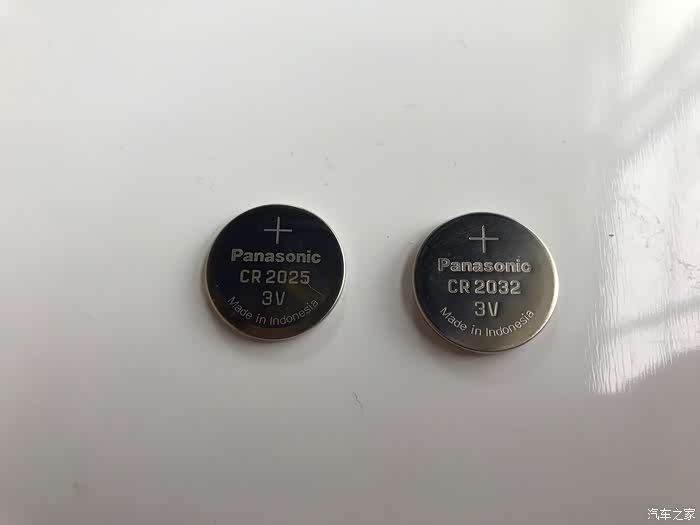 +
Panasonic
CR 2025
3V
Made in Indonesia
+
Panasonic
CR 2032
3V
Made in Indonesia
汽车之家